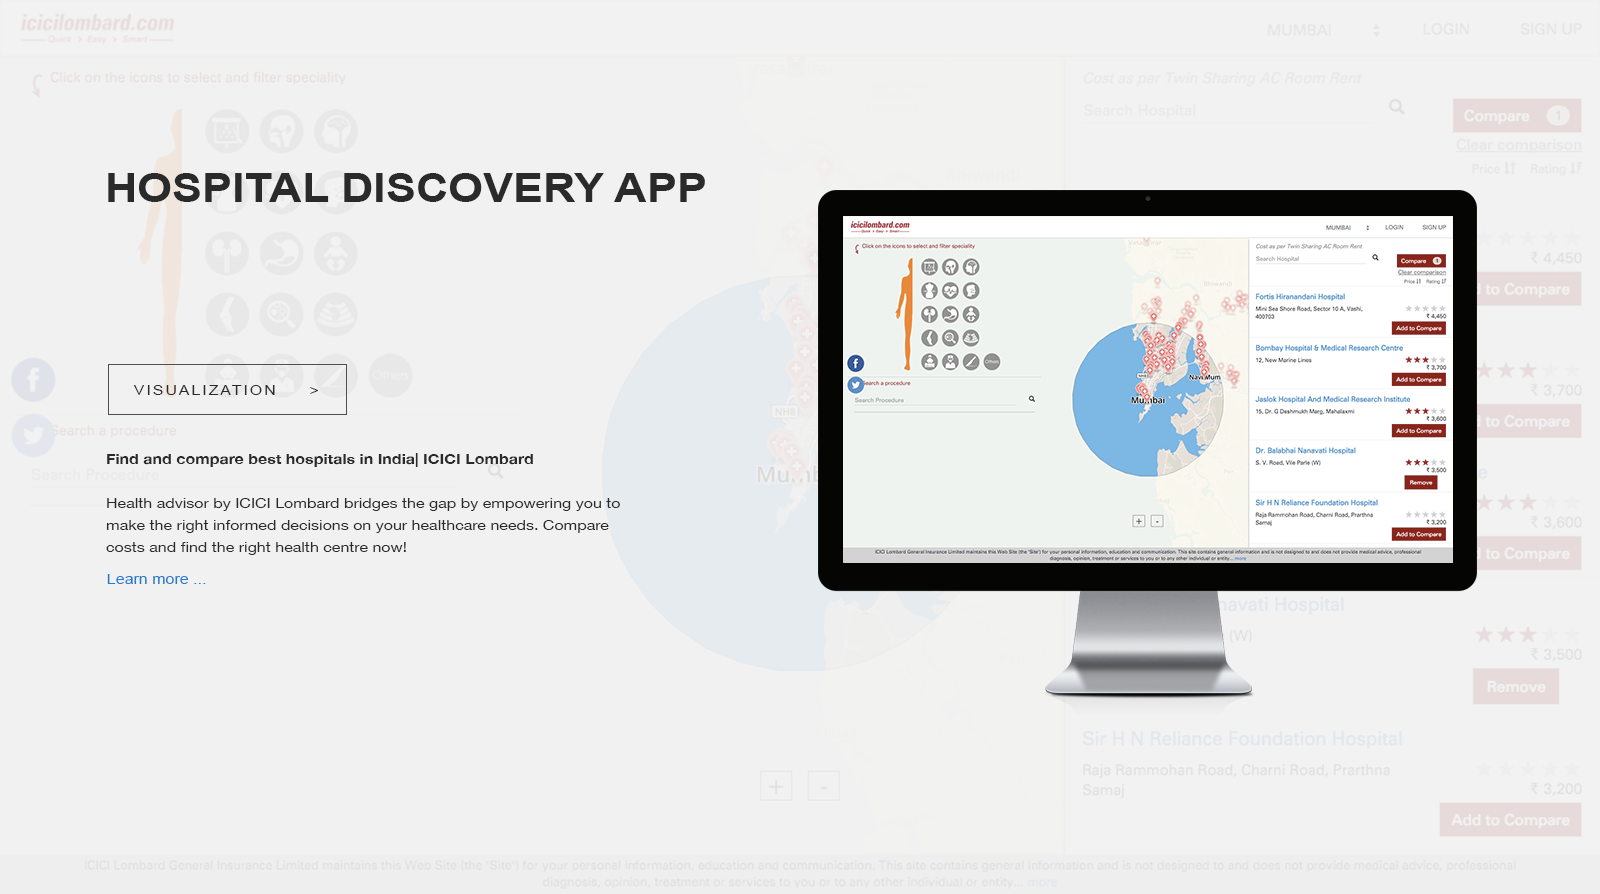 icicilombard.com
Quick > Easy > Smart
MUMBAI
LOGIN
SIGN UP
Click on the icons to select and filter speciality
Cost as per Twin Sharing AC Room Rent
Search Hospital
Compare 1
Clear comparison
Price Rating
HOSPITAL DISCOVERY APP
VISUALIZATION >
Others
Search a procedure
Search Procedure
Find and compare best hospitals in India| ICICI Lombard
Health advisor by ICICI Lombard bridges the gap by empowering you to
make the right informed decisions on your healthcare needs. Compare
costs and find the right health centre now!
Learn more ...
icicilombard.com
Quick > Easy > Smart
MUMBAI
LOGIN
SIGN UP
Click on the icons to select and filter speciality
Others
Search a procedure
Search Procedure
Mumbai
Navi Mum
+ -
Cost as per Twin Sharing AC Room Rent
Search Hospital
Compare 1
Clear comparison
Price Rating
Fortis Hiranandani Hospital
Mini Sea Shore Road, Sector 10 A, Vashi,
400703
₹ 4,450
Add to Compare
Bombay Hospital & Medical Research Centre
12, New Marine Lines
₹ 3,700
Add to Compare
Jaslok Hospital And Medical Research Institute
15, Dr. G Deshmukh Marg, Mahalaxmi
₹ 3,600
Add to Compare
Dr. Balabhai Nanavati Hospital
S. V. Road, Vile Parle (W)
₹ 3,500
Remove
Sir H N Reliance Foundation Hospital
Raja Rammohan Road, Charni Road, Prarthna
Samaj
₹ 3,200
Add to Compare
ICICI Lombard General Insurance Limited maintains this Web Site (the 'Site') for your personal information, education and communication. This site contains general information and is not designed to and does not provide medical advice, professional
diagnosis, opinion, treatment or services to you or to any other individual or entity... more
NH8
₹ 4,450
to Compare
₹ 3,700
to Compare
₹ 3,600
to Compare
Hospital
(W)
₹ 3,500
Remove
Sir H N Reliance Foundation Hospital
Raja Rammohan Road, Charni Road, Prarthna
Samaj
₹ 3,200
Add to Compare
+ -
ICICI Lombard General Insurance Limited maintains this Web Site (the 'Site') for your personal information, education and communication. This site contains general information and is not designed to and does not provide medical advice, professional
diagnosis, opinion, treatment or services to you or to any other individual or entity... more